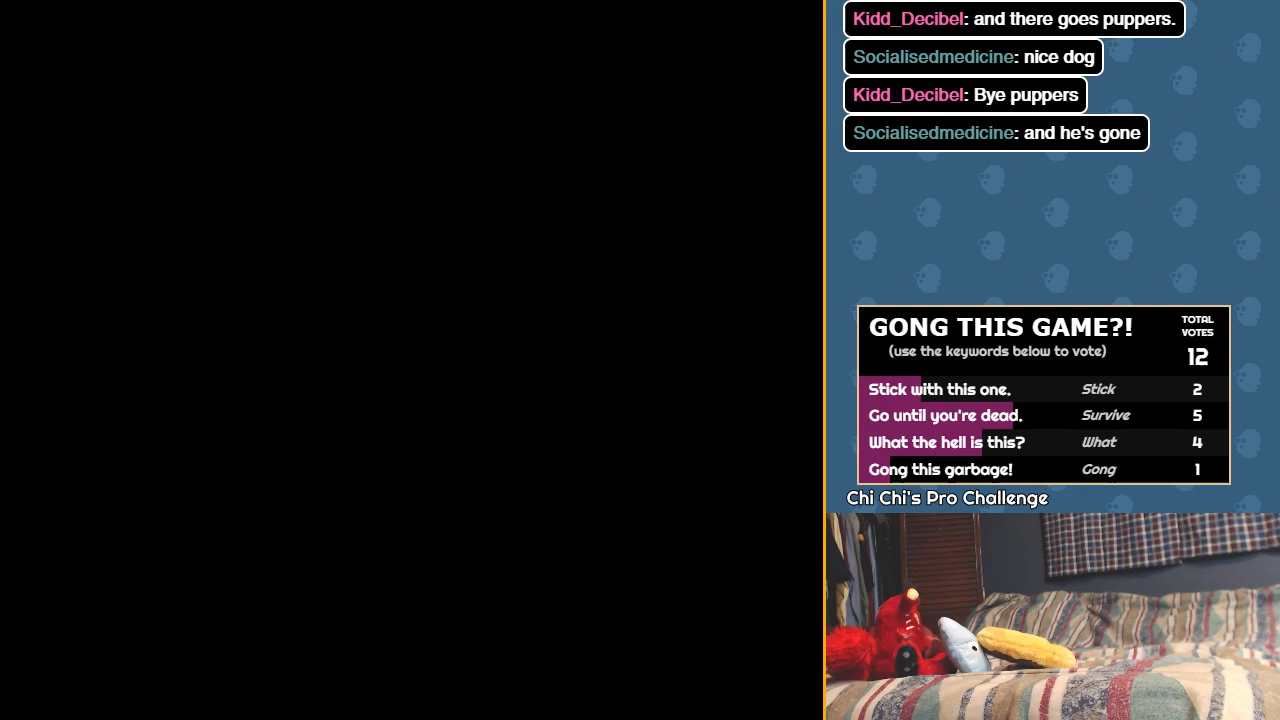 Kidd_Decibel: and there goes puppers.
Socialisedmedicine: nice dog
Kidd_Decibel: Bye puppers
Socialisedmedicine: and he's gone
GONG THIS GAME?!
TOTAL
VOTES
(use the keywords below to vote)
12
Stick with this one. Stick 2
Go until you're dead. Survive 5
What the hell is this? What 4
Gong this garbage! Gong 1
Chi Chi's Pro Challenge